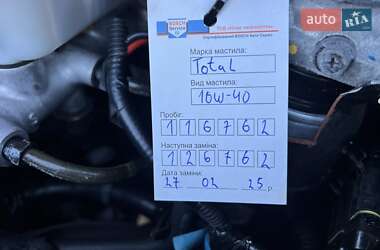 auto RIA
BOSCH
Service
Марка мастила:
Total
Вид мастила:
10W-40
Пробіг:
116762
Наступна заміна:
126762
Дата заміни:
27 02 25 р.